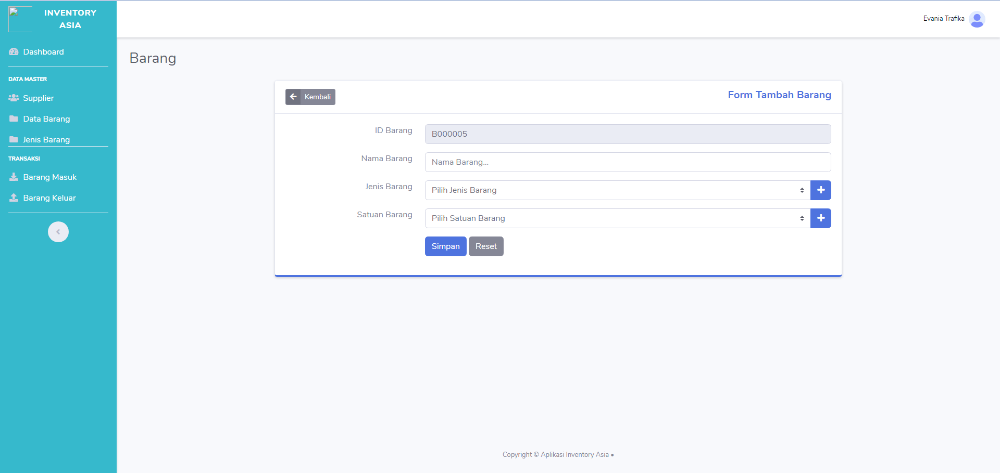 INVENTORY
ASIA
Evania Trafika
Dashboard
DATA MASTER
Supplier
Data Barang
Jenis Barang
TRANSAKSI
Barang Masuk
Barang Keluar
Barang
Kembali
Form Tambah Barang
ID Barang
B000005
Nama Barang
Nama Barang...
Jenis Barang
Pilih Jenis Barang
Satuan Barang
Pilih Satuan Barang
Simpan
Reset
Copyright © Aplikasi Inventory Asia •